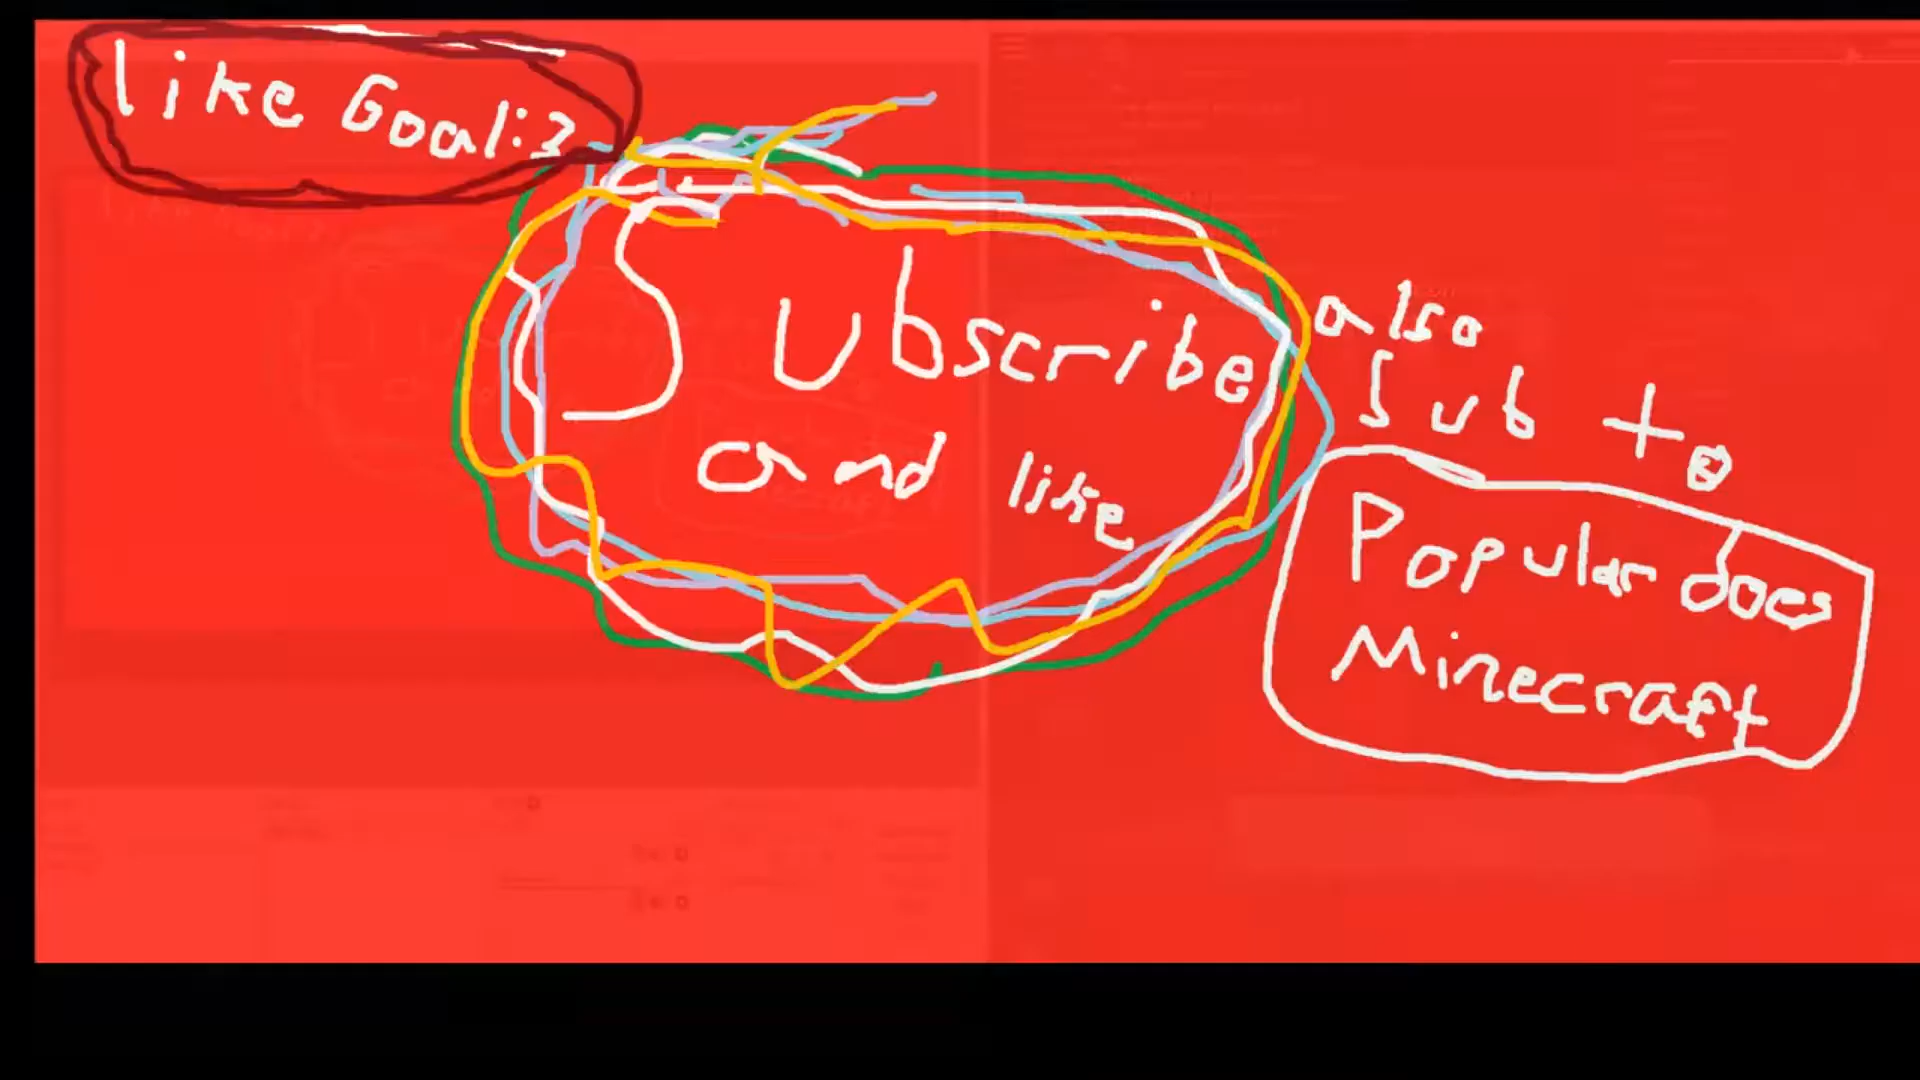 like Goal:3
Subscribe
and like
also
Sub to
Popular does
Minecraft